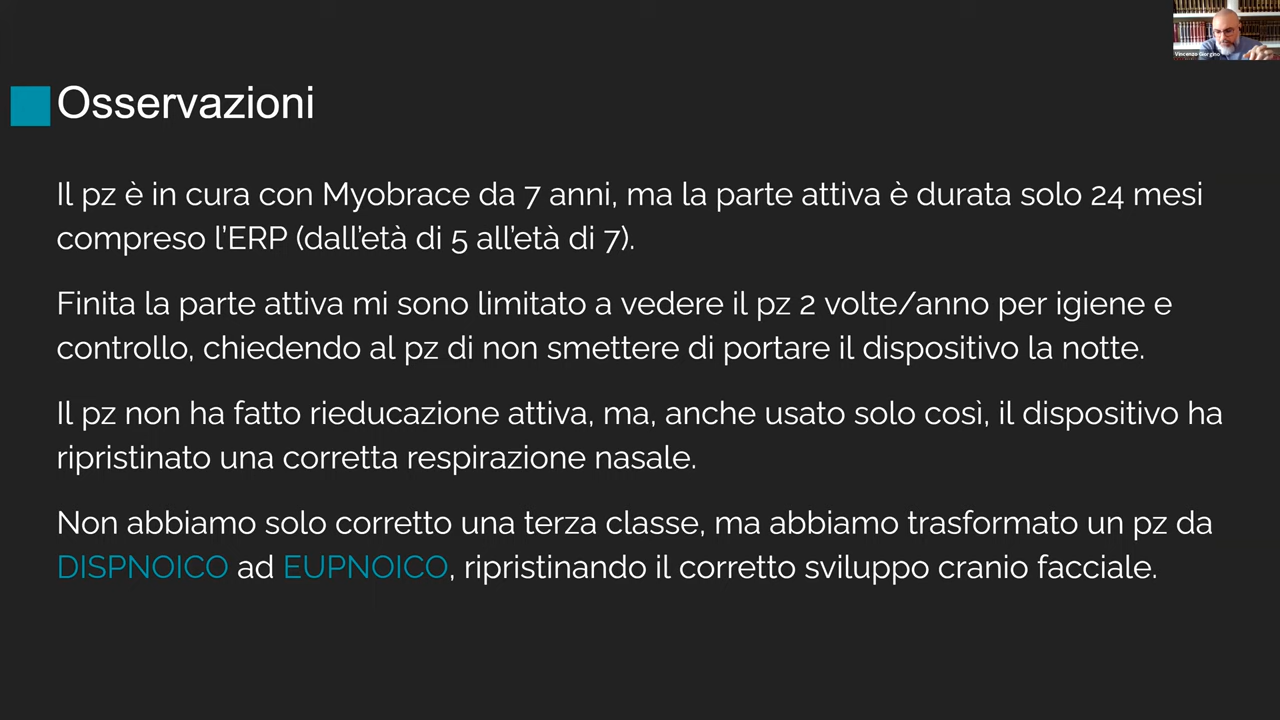 Vincenzo Giorgino
Osservazioni
Il pz è in cura con Myobrace da 7 anni, ma la parte attiva è durata solo 24 mesi
compreso l'ERP (dall'età di 5 all'età di 7).
Finita la parte attiva mi sono limitato a vedere il pz 2 volte/anno per igiene e
controllo, chiedendo al pz di non smettere di portare il dispositivo la notte.
Il pz non ha fatto rieducazione attiva, ma, anche usato solo così, il dispositivo ha
ripristinato una corretta respirazione nasale.
Non abbiamo solo corretto una terza classe, ma abbiamo trasformato un pz da
DISPNOICO ad EUPNOICO, ripristinando il corretto sviluppo cranio facciale.